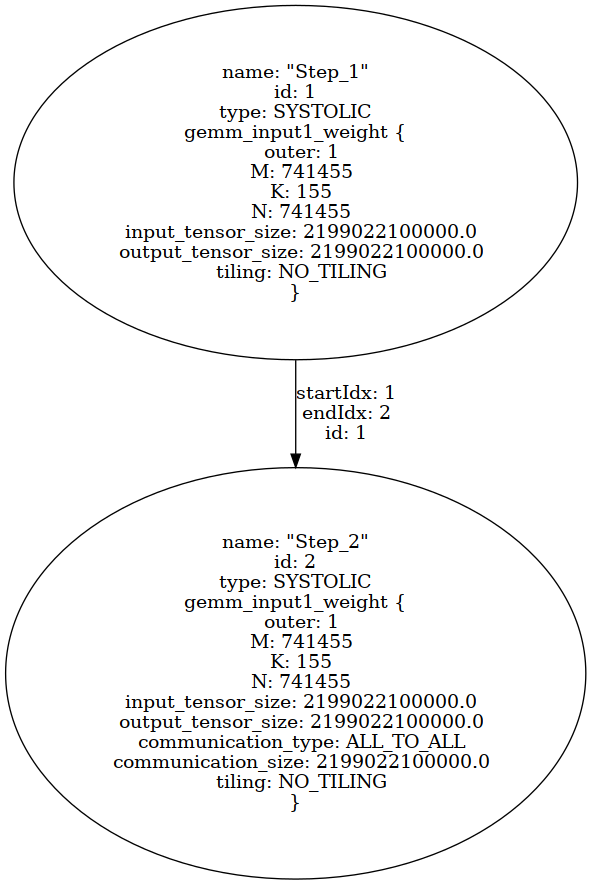 name: "Step_1"
id: 1
type: SYSTOLIC
gemm_input1_weight {
outer: 1
M: 741455
K: 155
N: 741455
input_tensor_size: 2199022100000.0
output_tensor_size: 2199022100000.0
tiling: NO_TILING
}
startIdx: 1
endIdx: 2
id: 1
name: "Step_2"
id: 2
type: SYSTOLIC
gemm_input1_weight {
outer: 1
M: 741455
K: 155
N: 741455
input_tensor_size: 2199022100000.0
output_tensor_size: 2199022100000.0
communication_type: ALL_TO_ALL
communication_size: 2199022100000.0
tiling: NO_TILING
}